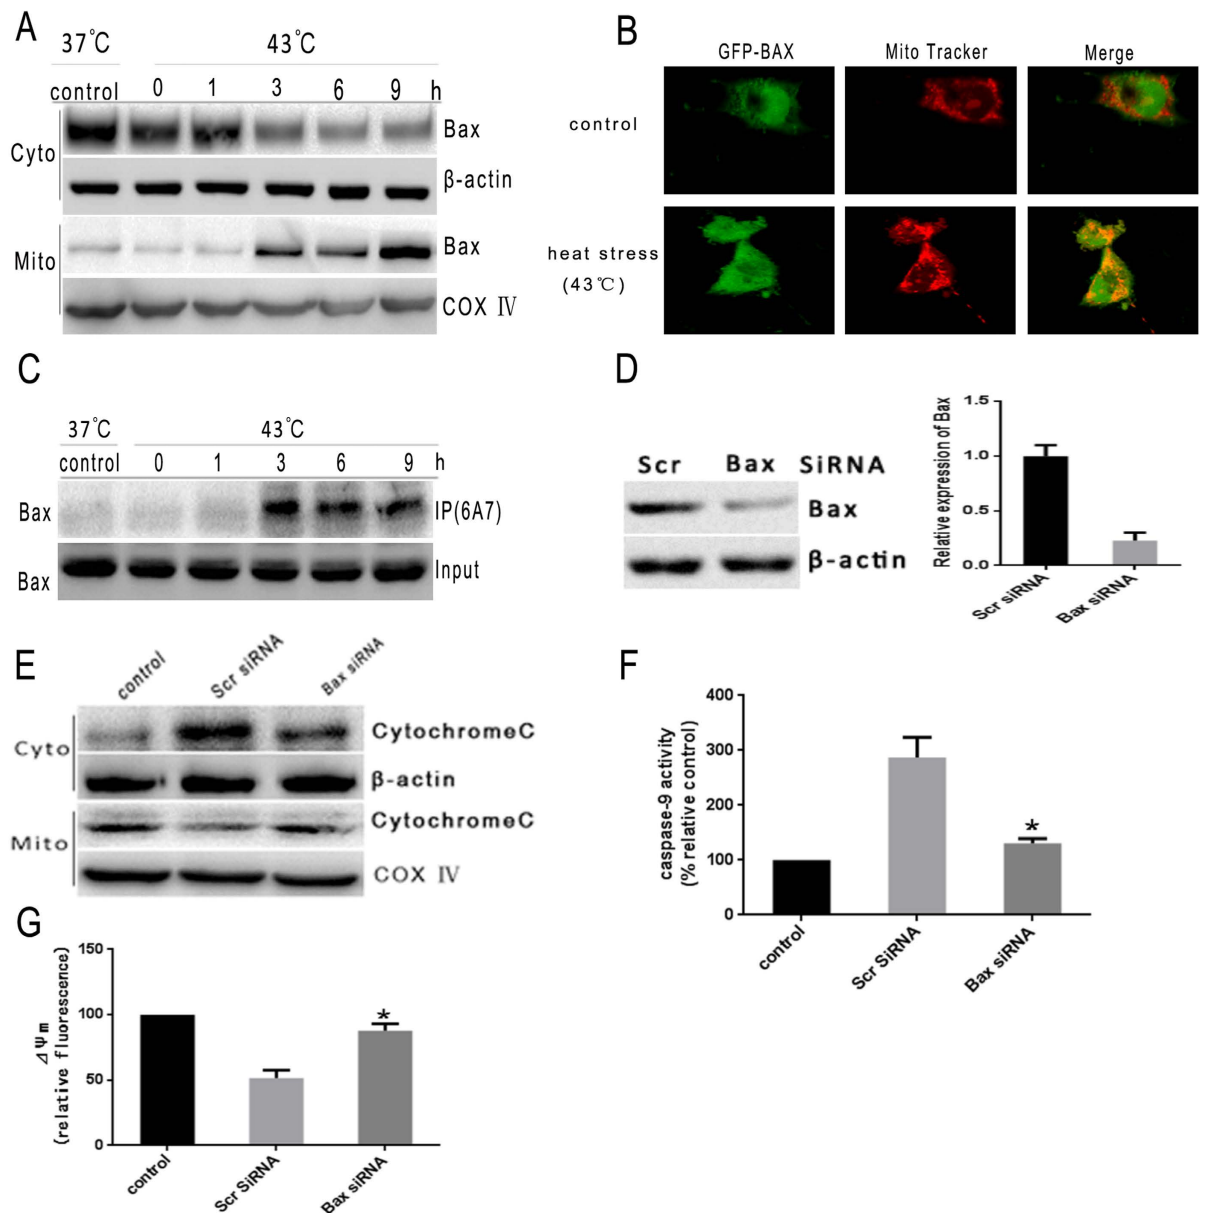 A
37℃ 43℃
control 0 1 3 6 9 h
Cyto
Bax
β-actin
Mito
Bax
COX Ⅳ
B
GFP-BAX Mito Tracker Merge
control
heat stress
(43℃)
C
37℃ 43℃
control 0 1 3 6 9 h
Bax IP(6A7)
Bax Input
D
Scr Bax SiRNA
Bax
β-actin
Relative expression of Bax
1.5
1.0
0.5
0.0
Scr siRNA Bax siRNA
E
control Scr siRNA Bax siRNA
Cyto
CytochromeC
β-actin
Mito
CytochromeC
COX Ⅳ
F
caspase-9 activity
(% relative control)
400
300
200
100
0
*
control Scr SiRNA Bax siRNA
G
ΔΨm
(relative fluorescence)
150
100
50
0
*
control Scr SiRNA Bax siRNA